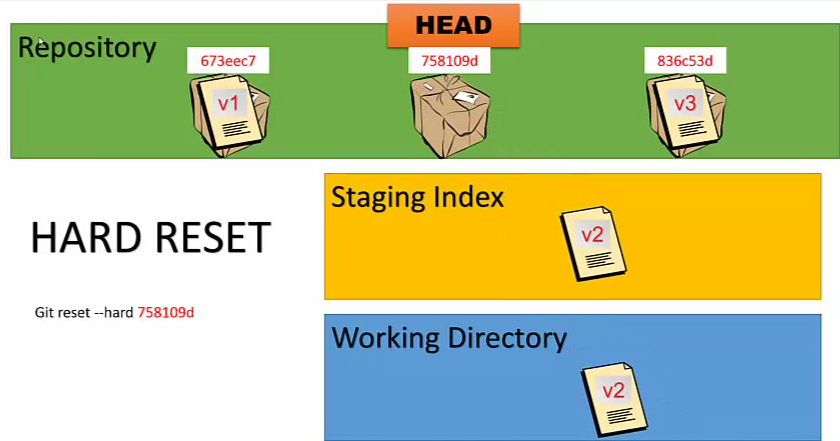 HEAD
Repository
673eec7
758109d
836c53d
v1
v3
HARD RESET
Git reset --hard 758109d
Staging Index
v2
Working Directory
v2